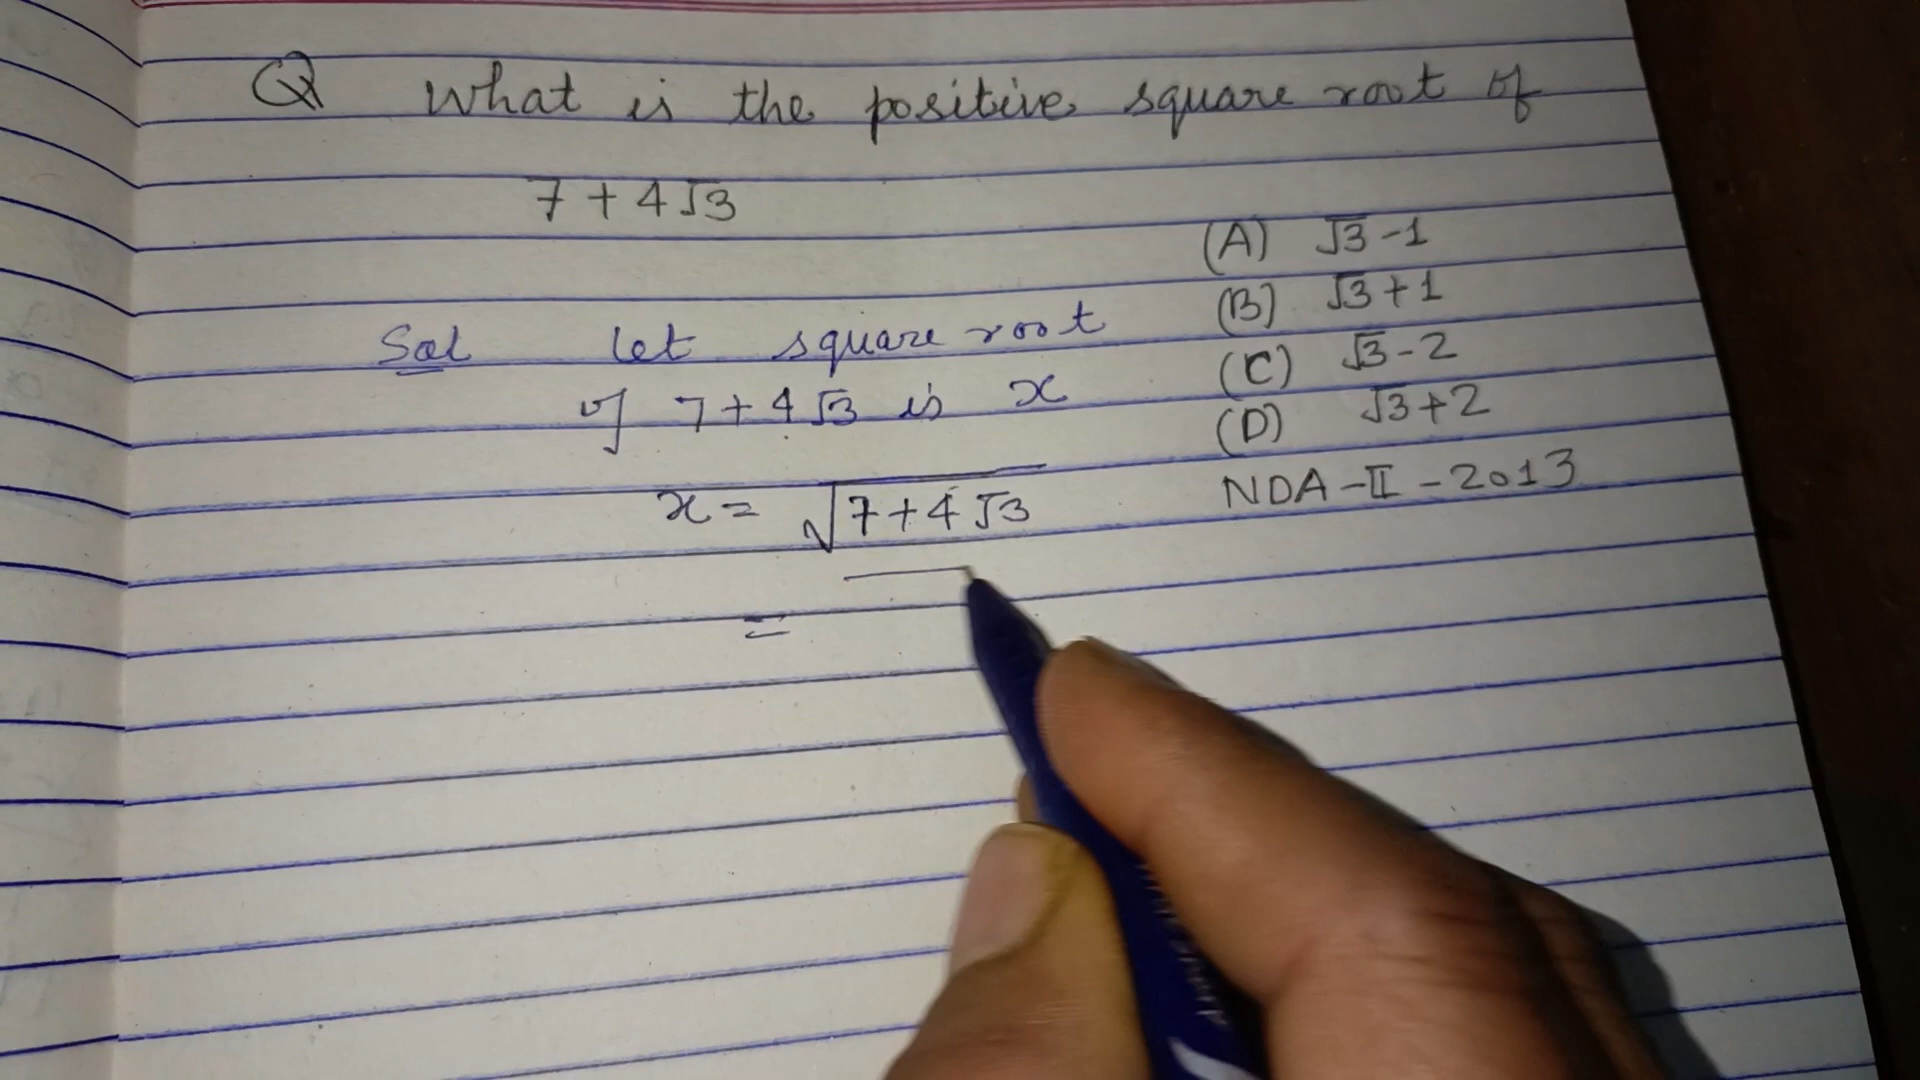 Q What is the positive square root of
7+4√3
(A) √3-1
(B) √3+1
(C) √3-2
(D) √3+2
NDA-II-2013
Sol let square root
of 7+4√3 is x
x = √7+4√3
=